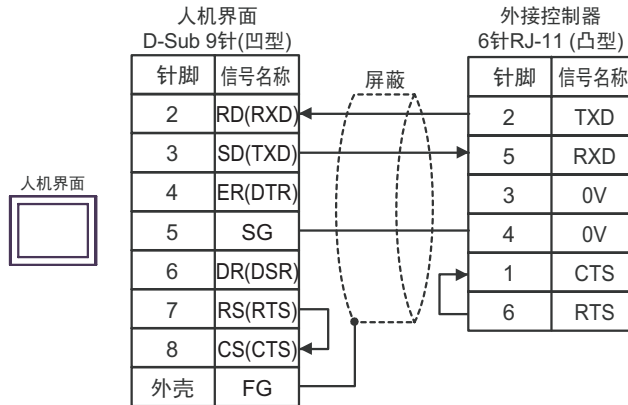 人机界面
D-Sub 9针(凹型)
外接控制器
6针RJ-11 (凸型)
针脚 信号名称
屏蔽
针脚 信号名称
2 RD(RXD)
2 TXD
3 SD(TXD)
5 RXD
人机界面
4 ER(DTR)
3 0V
5 SG
4 0V
6 DR(DSR)
1 CTS
7 RS(RTS)
6 RTS
8 CS(CTS)
外壳 FG